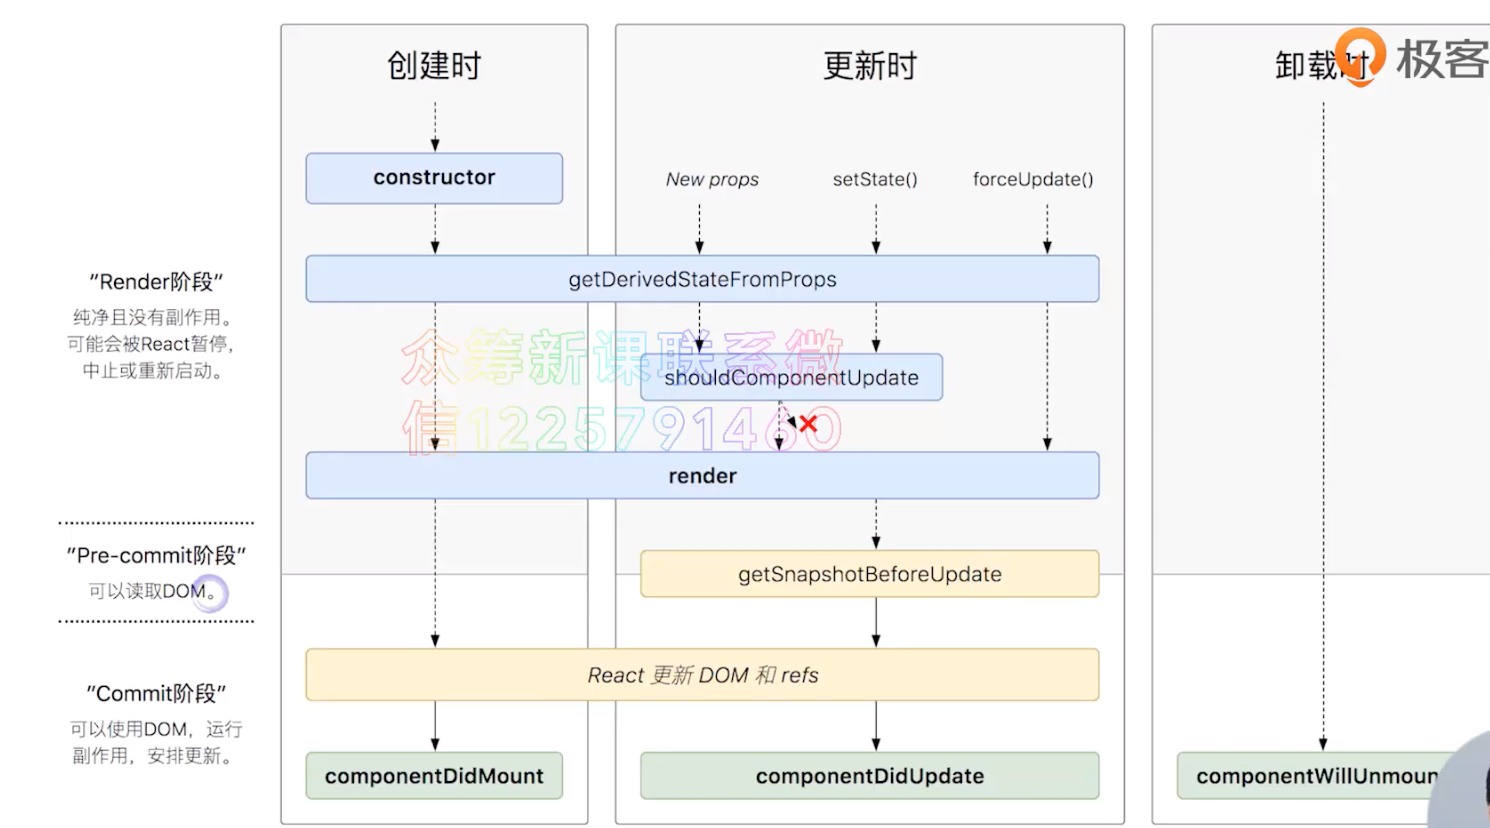 创建时
更新时
卸载时
极客
constructor
New props
setState()
forceUpdate()
"Render阶段"
纯净且没有副作用。
可能会被React暂停，
中止或重新启动。
getDerivedStateFromProps
众筹新课联系微
信1225791460
shouldComponentUpdate
render
"Pre-commit阶段"
可以读取DOM。
getSnapshotBeforeUpdate
"Commit阶段"
可以使用DOM，运行
副作用，安排更新。
React 更新 DOM 和 refs
componentDidMount
componentDidUpdate
componentWillUnmoun